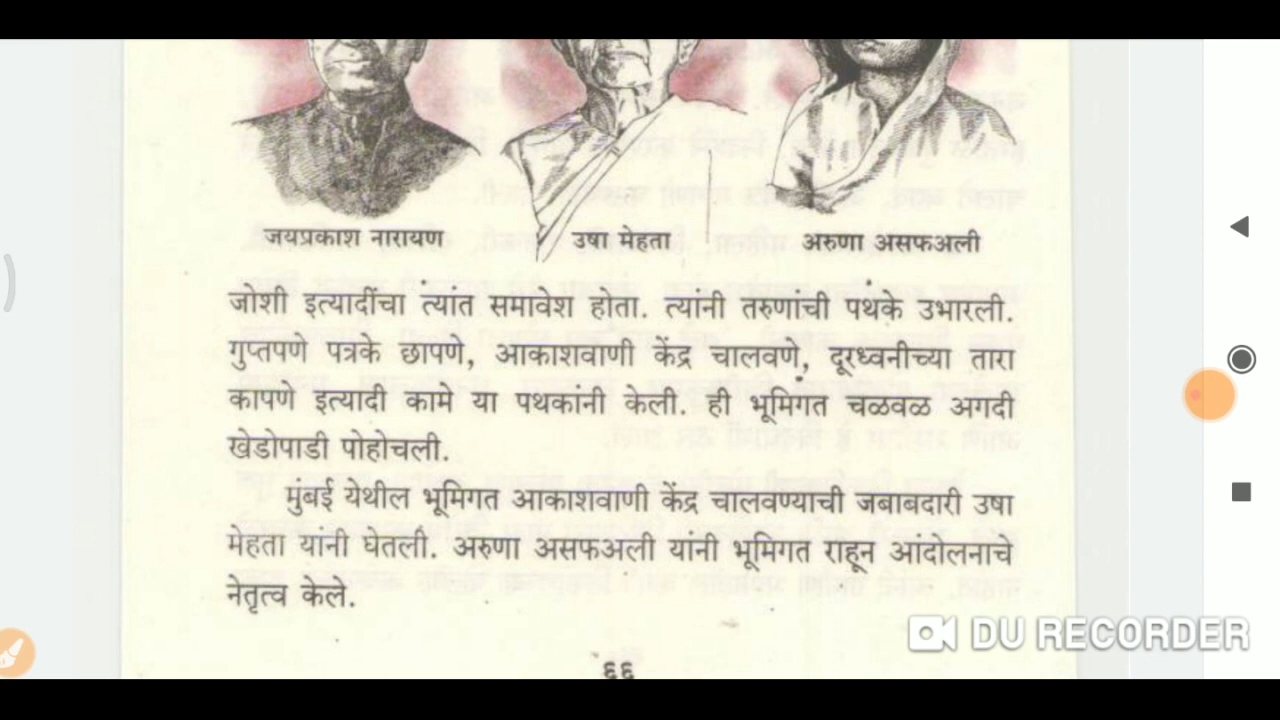 जयप्रकाश नारायण उषा मेहता अरुणा असफअली
जोशी इत्यादींचा त्यांत समावेश होता. त्यांनी तरुणांची पथके उभारली.
गुप्तपणे पत्रके छापणे, आकाशवाणी केंद्र चालवणे, दूरध्वनीच्या तारा
कापणे इत्यादी कामे या पथकांनी केली. ही भूमिगत चळवळ अगदी
खेडोपाडी पोहोचली.
मुंबई येथील भूमिगत आकाशवाणी केंद्र चालवण्याची जबाबदारी उषा
मेहता यांनी घेतली. अरुणा असफअली यांनी भूमिगत राहून आंदोलनाचे
नेतृत्व केले.
DU RECORDER
६६